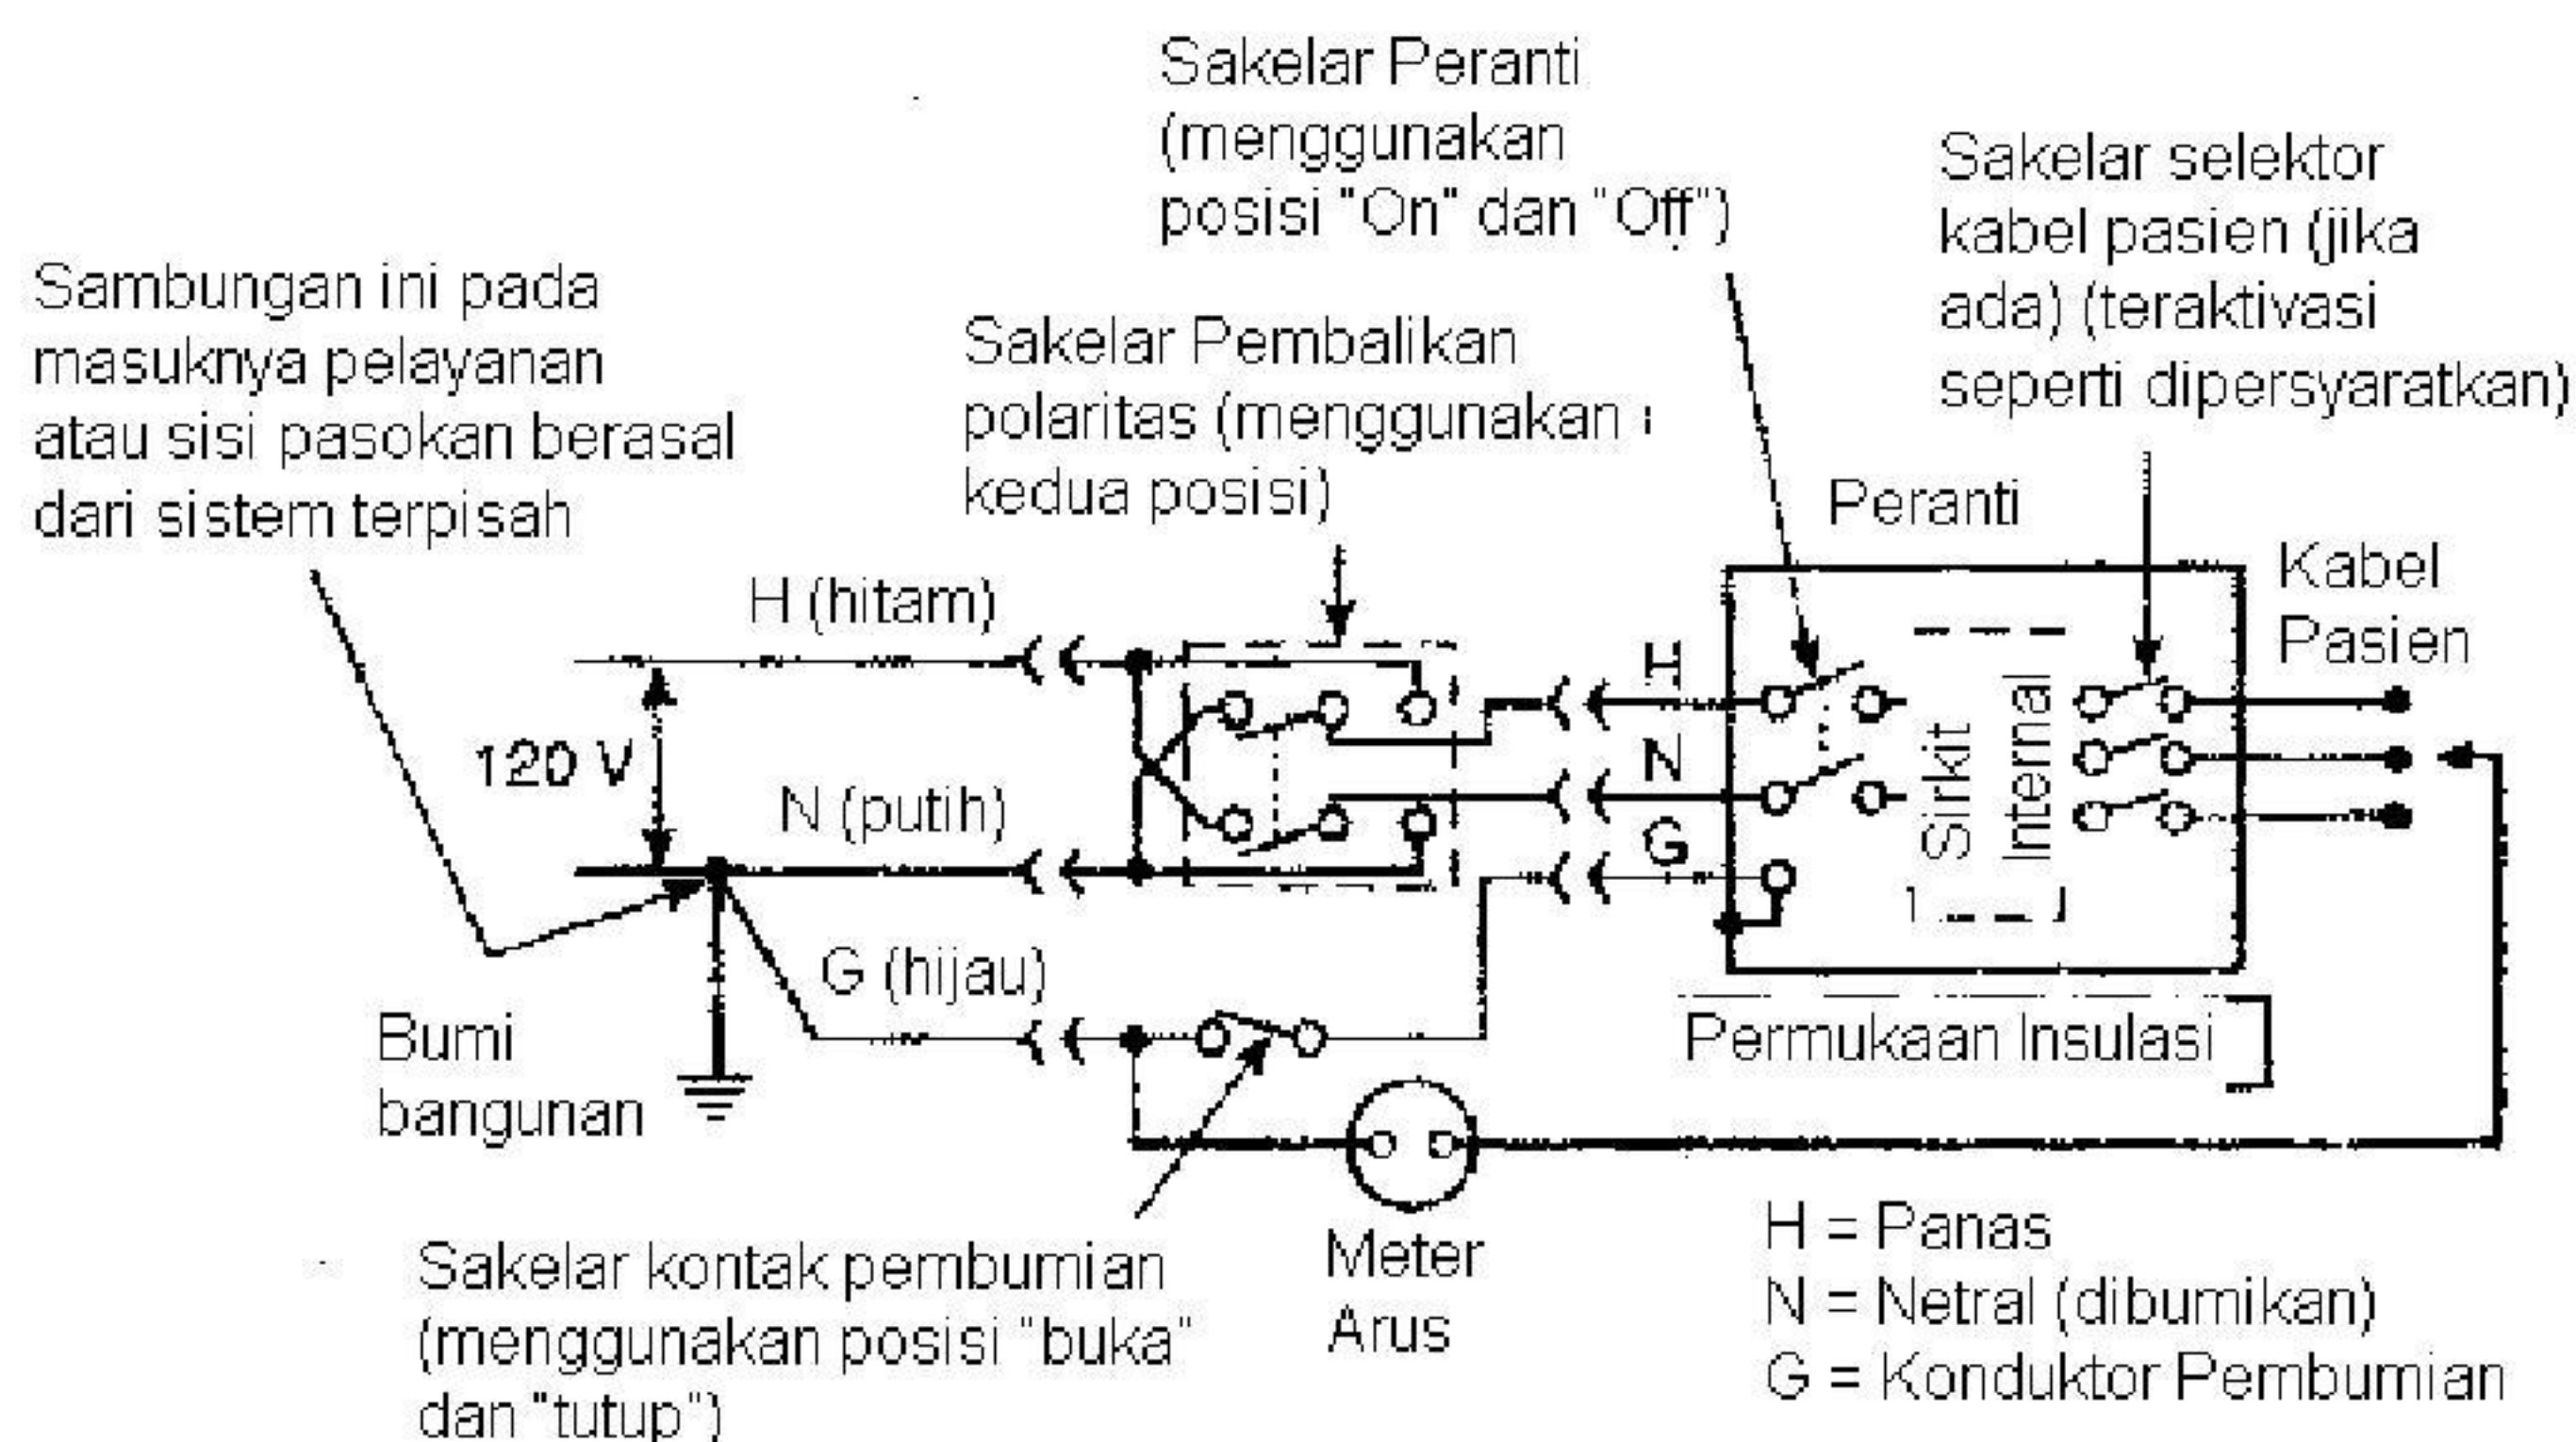 Sakelar Peranti
(menggunakan
posisi "On" dan "Off")
Sakelar selektor
kabel pasien (jika
ada) (teraktivasi
seperti dipersyaratkan)
Sambungan ini pada
masuknya pelayanan
atau sisi pasokan berasal
dari sistem terpisah
Sakelar Pembalikan
polaritas (menggunakan
kedua posisi)
Peranti
Kabel
Pasien
H (hitam)
120 V
N (putih)
G (hijau)
H
N
G
Sirkit
Internal
Bumi
bangunan
Permukaan Insulasi
Sakelar kontak pembumian
(menggunakan posisi "buka"
dan "tutup")
Meter
Arus
H = Panas
N = Netral (dibumikan)
G = Konduktor Pembumian